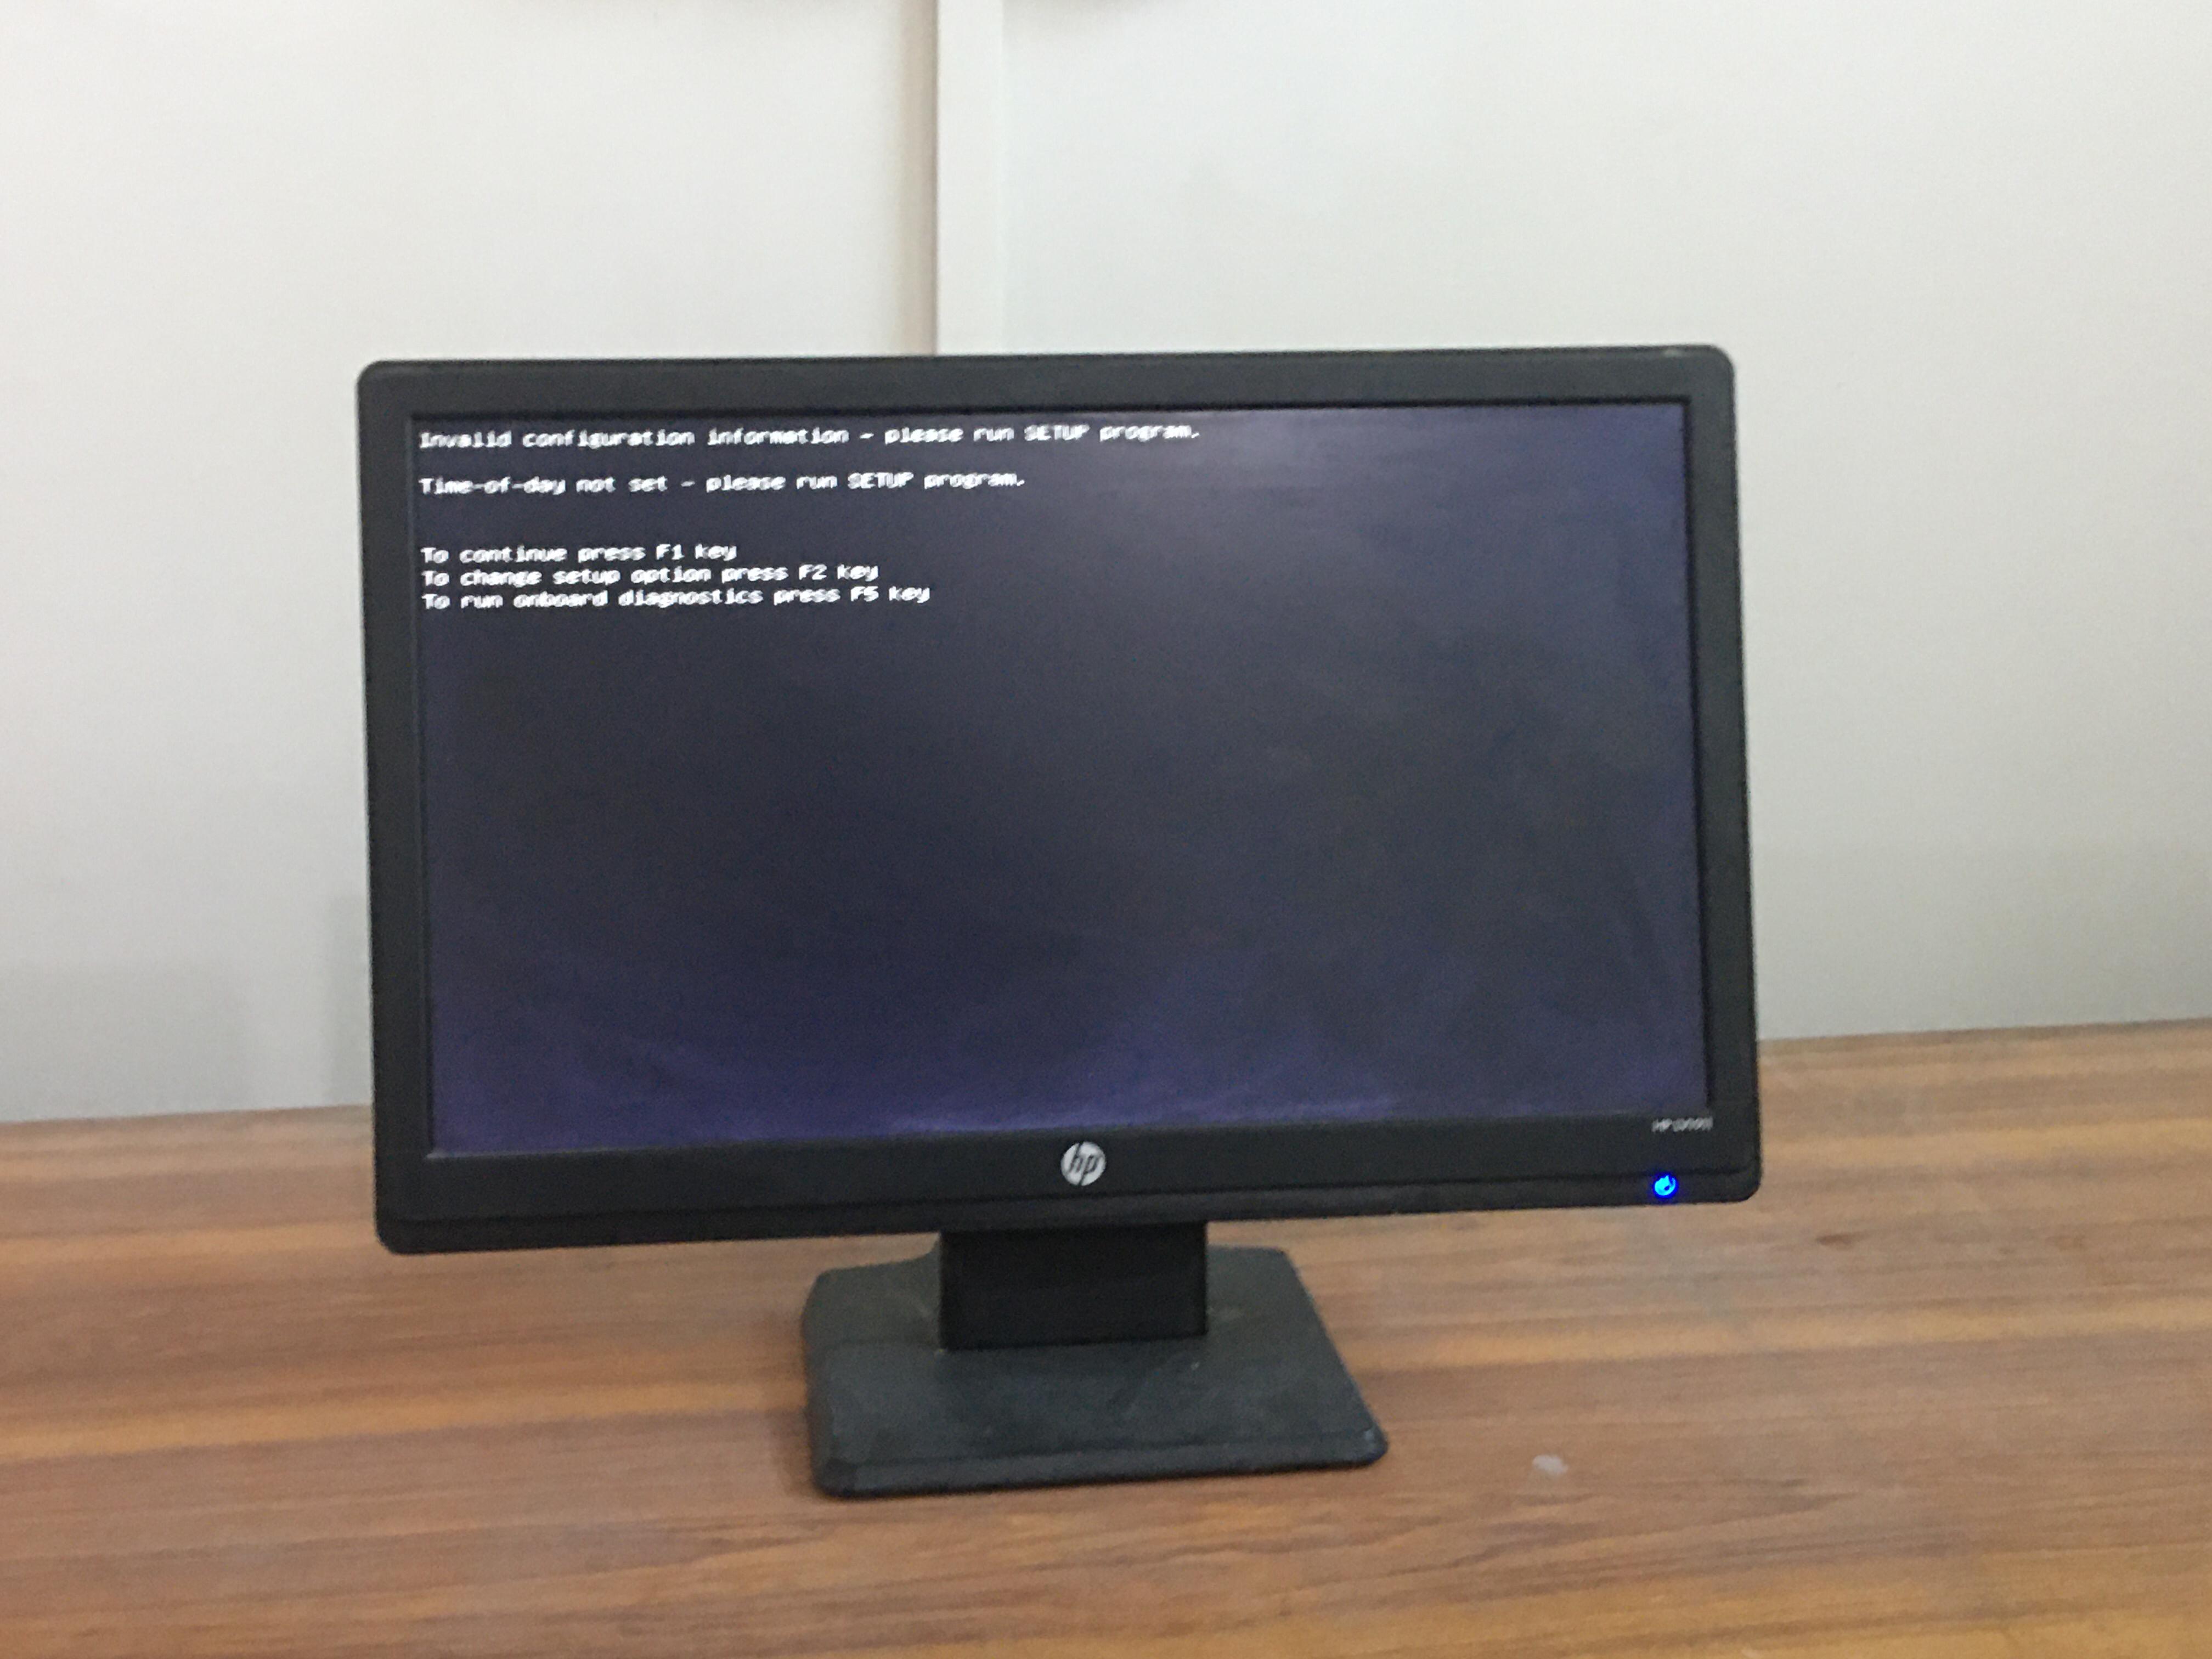 Invalid configuration information - please run SETUP program.
Time-of-day not set - please run SETUP program.
To continue press F1 key
To change setup option press F2 key
To run onboard diagnostics press F5 key
hp
HP